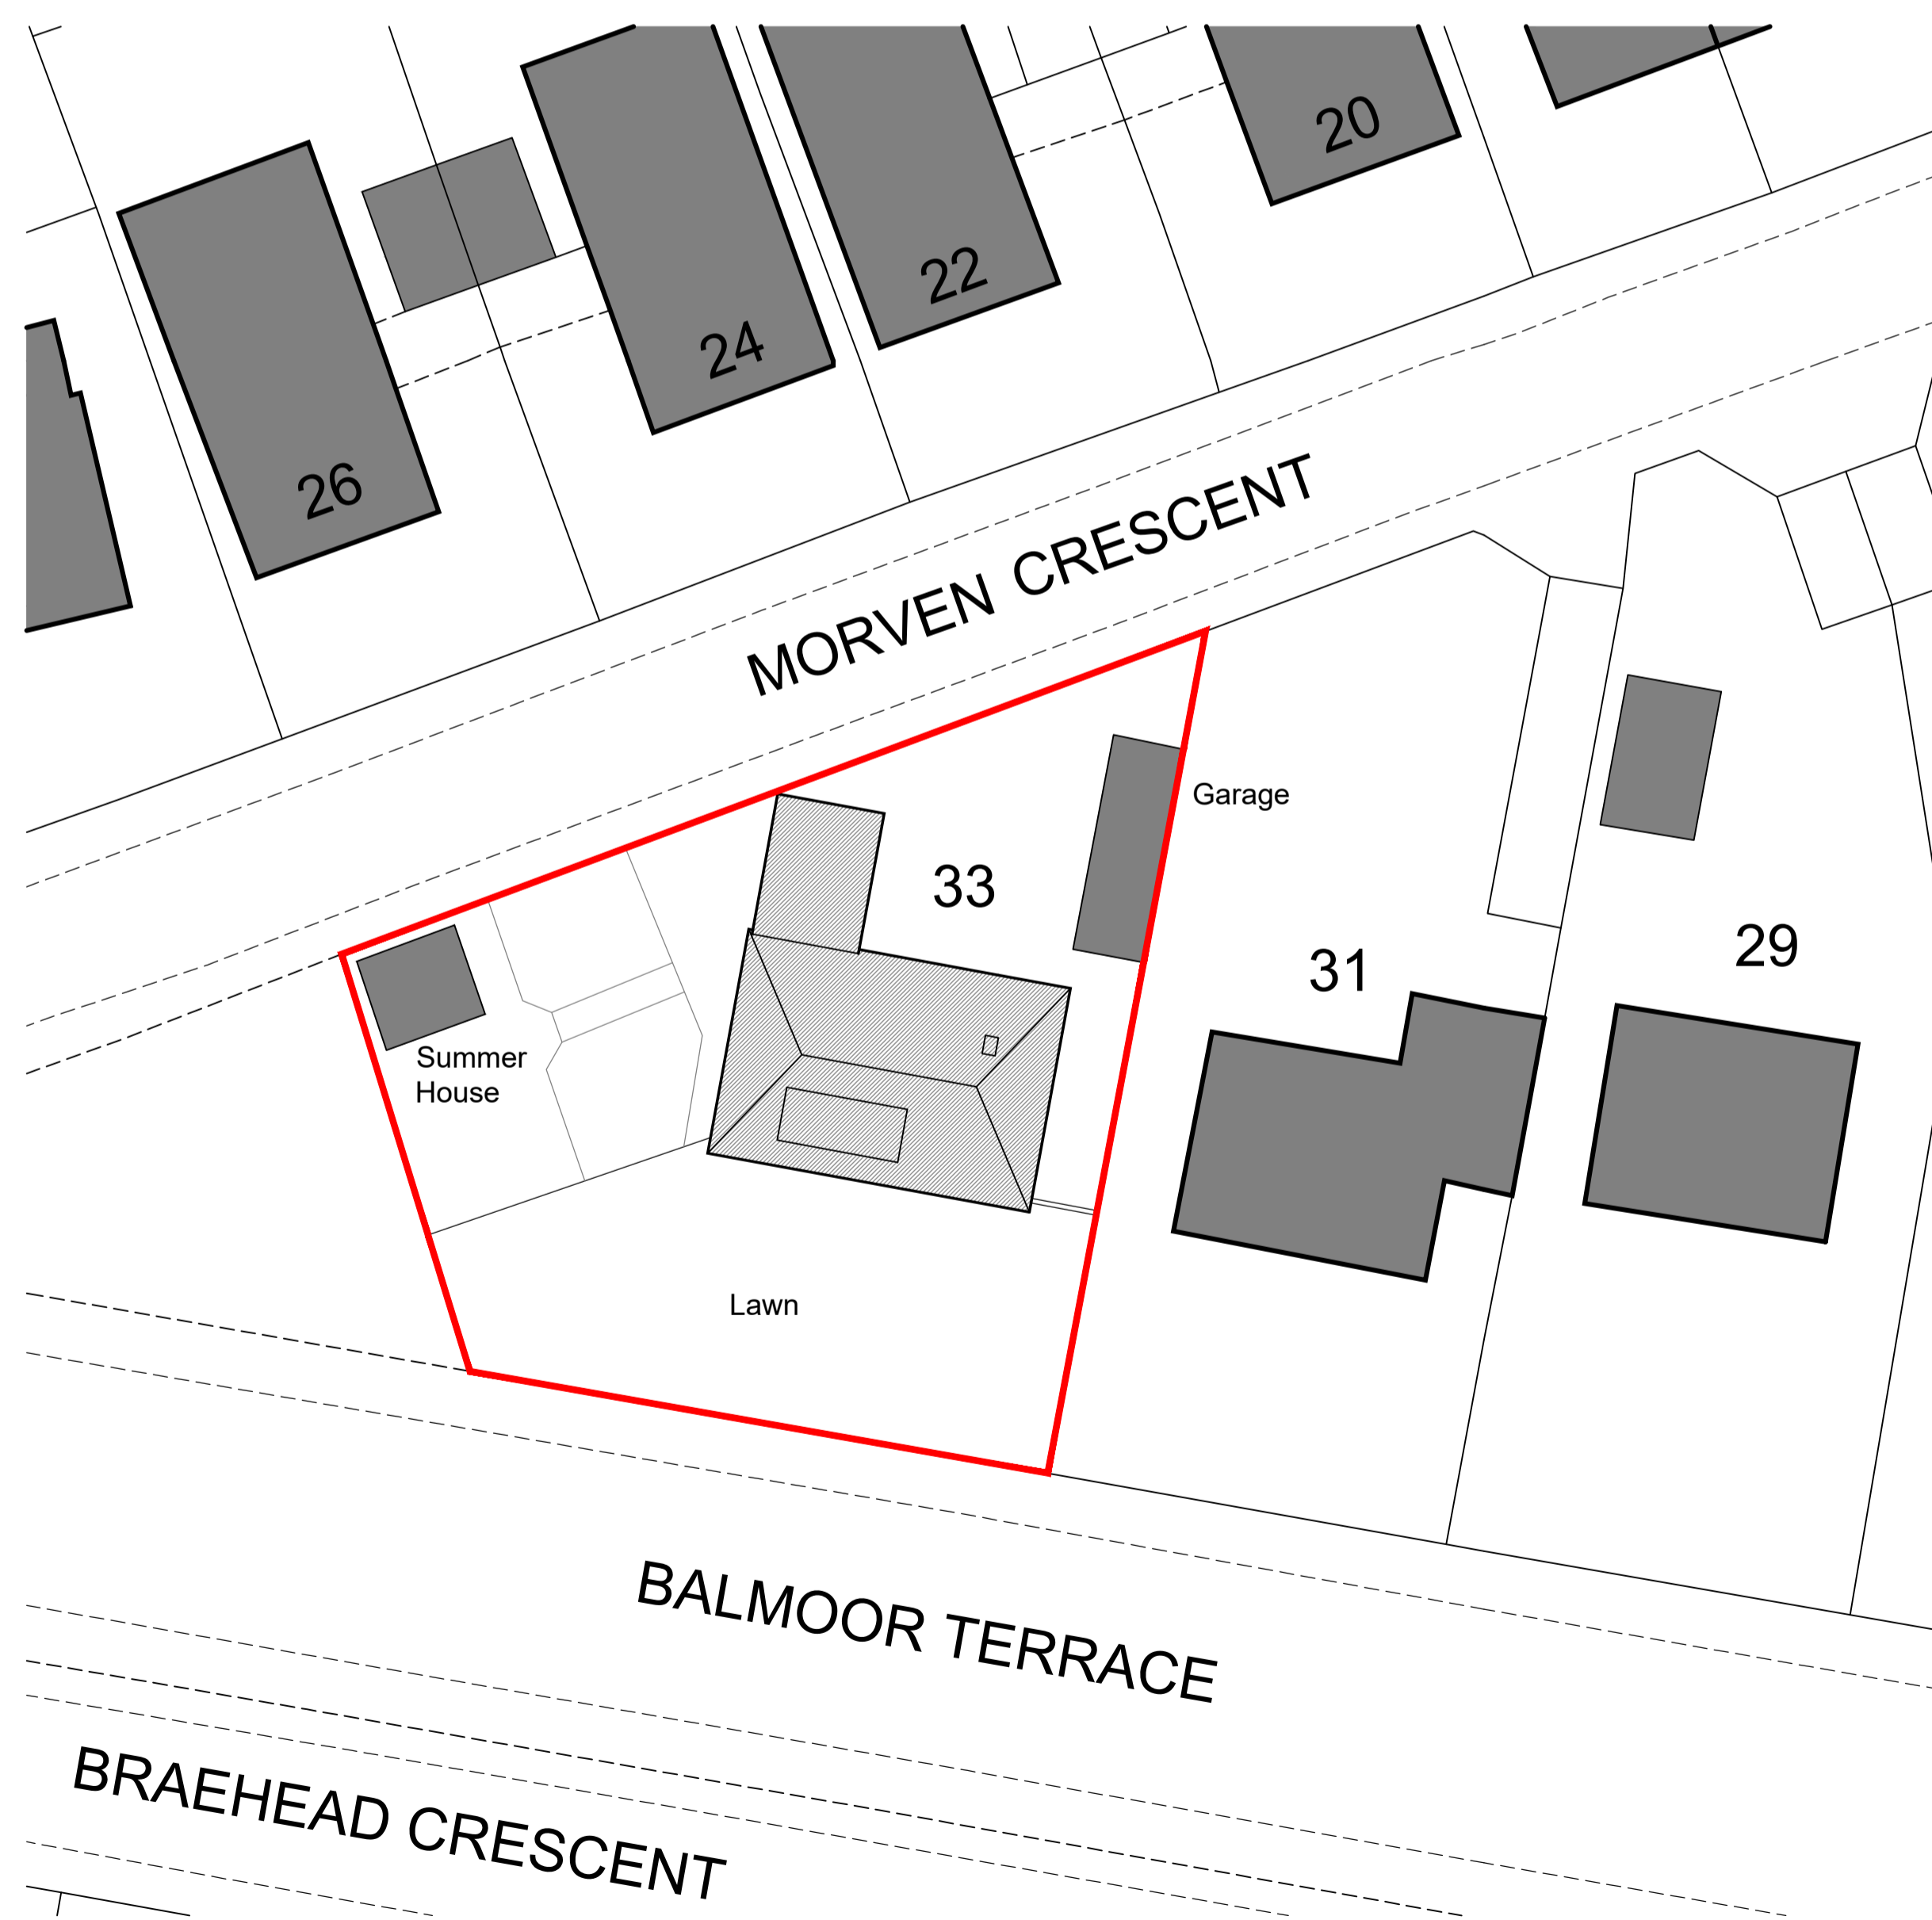 20
22
24
26
MORVEN CRESCENT
Garage
33
31
29
Summer
House
Lawn
BALMOOR TERRACE
BRAEHEAD CRESCENT